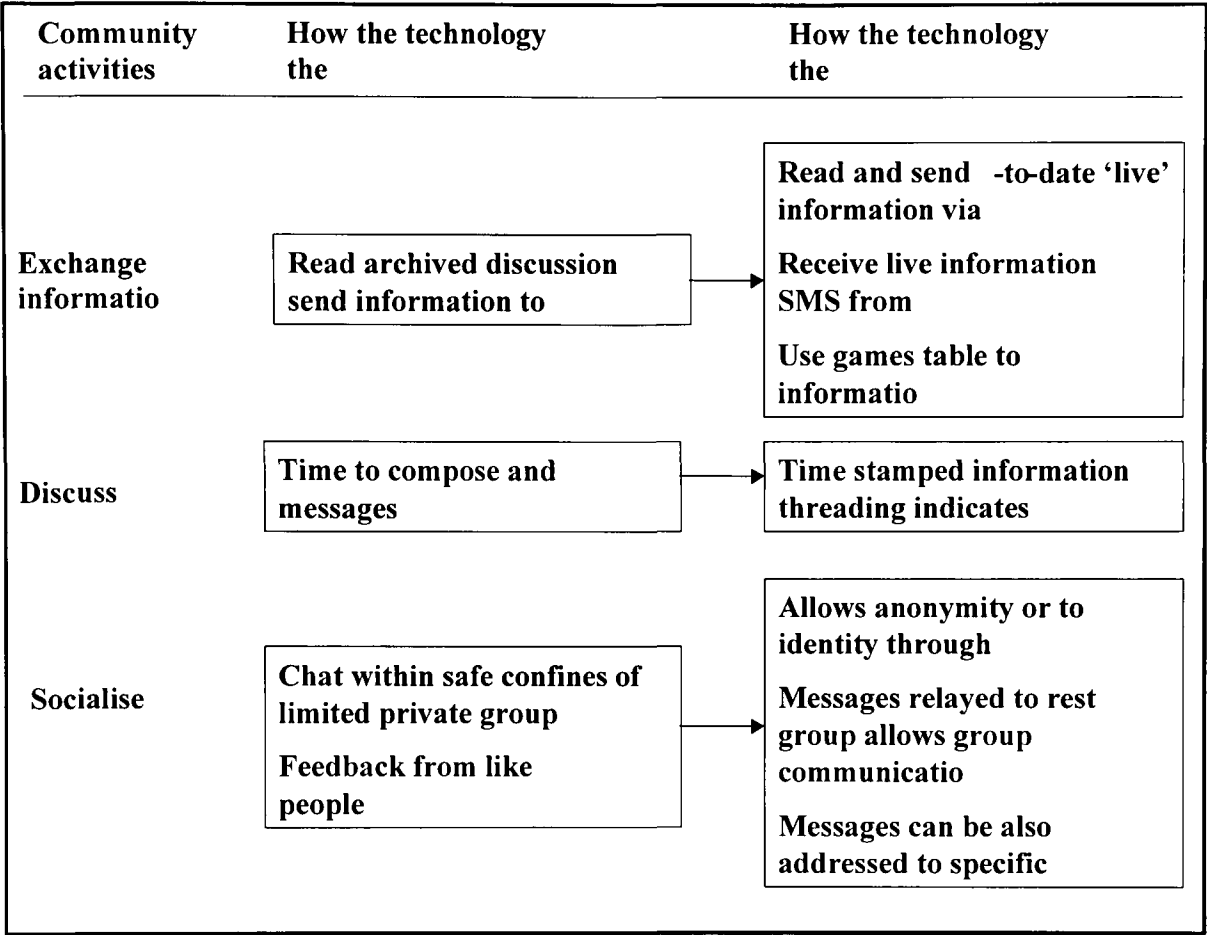 Community
activities
How the technology
the
How the technology
the
Exchange
informatio
Read archived discussion
send information to
Read and send -to-date ‘live’
information via
Receive live information
SMS from
Use games table to
informatio
Discuss
Time to compose and
messages
Time stamped information
threading indicates
Socialise
Chat within safe confines of
limited private group
Feedback from like
people
Allows anonymity or to
identity through
Messages relayed to rest
group allows group
communicatio
Messages can be also
addressed to specific